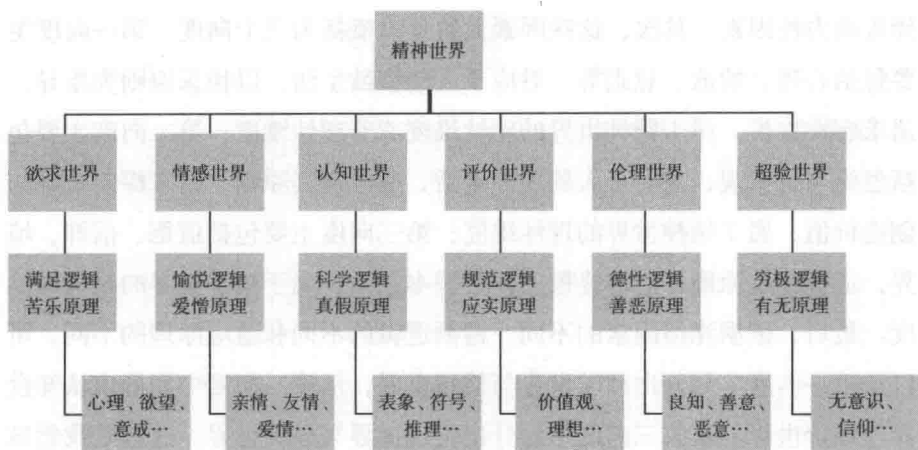 精神世界
欲求世界
情感世界
认知世界
评价世界
伦理世界
超验世界
满足逻辑
苦乐原理
愉悦逻辑
爱憎原理
科学逻辑
真假原理
规范逻辑
应实原理
德性逻辑
善恶原理
穷极逻辑
有无原理
心理、欲望、
意成…
亲情、友情、
爱情…
表象、符号、
推理…
价值观、
理想…
良知、善意、
恶意…
无意识、
信仰…